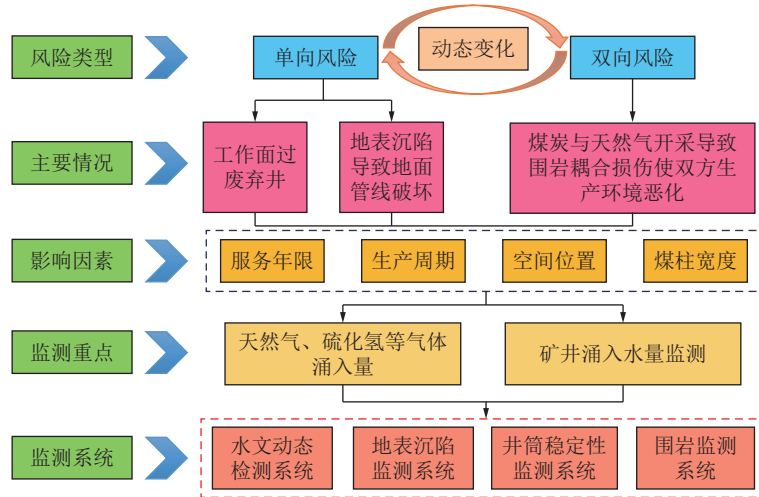 风险类型
单向风险
动态变化
双向风险
主要情况
工作面过
废弃井
地表沉陷
导致地面
管线破坏
煤炭与天然气开采导致
围岩耦合损伤使双方生
产环境恶化
影响因素
服务年限
生产周期
空间位置
煤柱宽度
监测重点
天然气、硫化氢等气体
涌入量
矿井涌入水量监测
监测系统
水文动态
检测系统
地表沉陷
监测系统
井筒稳定性
监测系统
围岩监测
系统